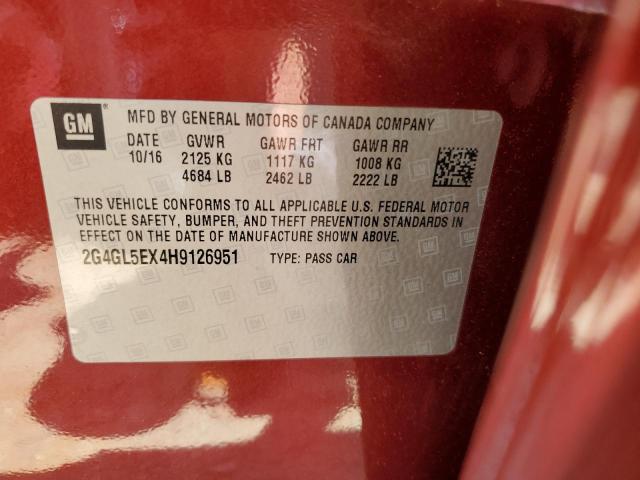 GM ® MFD BY GENERAL MOTORS OF CANADA COMPANY
DATE GVWR GAWR FRT GAWR RR
10/16 2125 KG 1117 KG 1008 KG
4684 LB 2462 LB 2222 LB
THIS VEHICLE CONFORMS TO ALL APPLICABLE U.S. FEDERAL MOTOR
VEHICLE SAFETY, BUMPER, AND THEFT PREVENTION STANDARDS IN
EFFECT ON THE DATE OF MANUFACTURE SHOWN ABOVE.
2G4GL5EX4H9126951 TYPE: PASS CAR